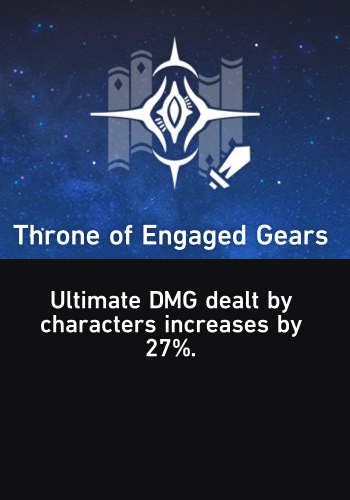 Throne of Engaged Gears
Ultimate DMG dealt by
characters increases by
27%.